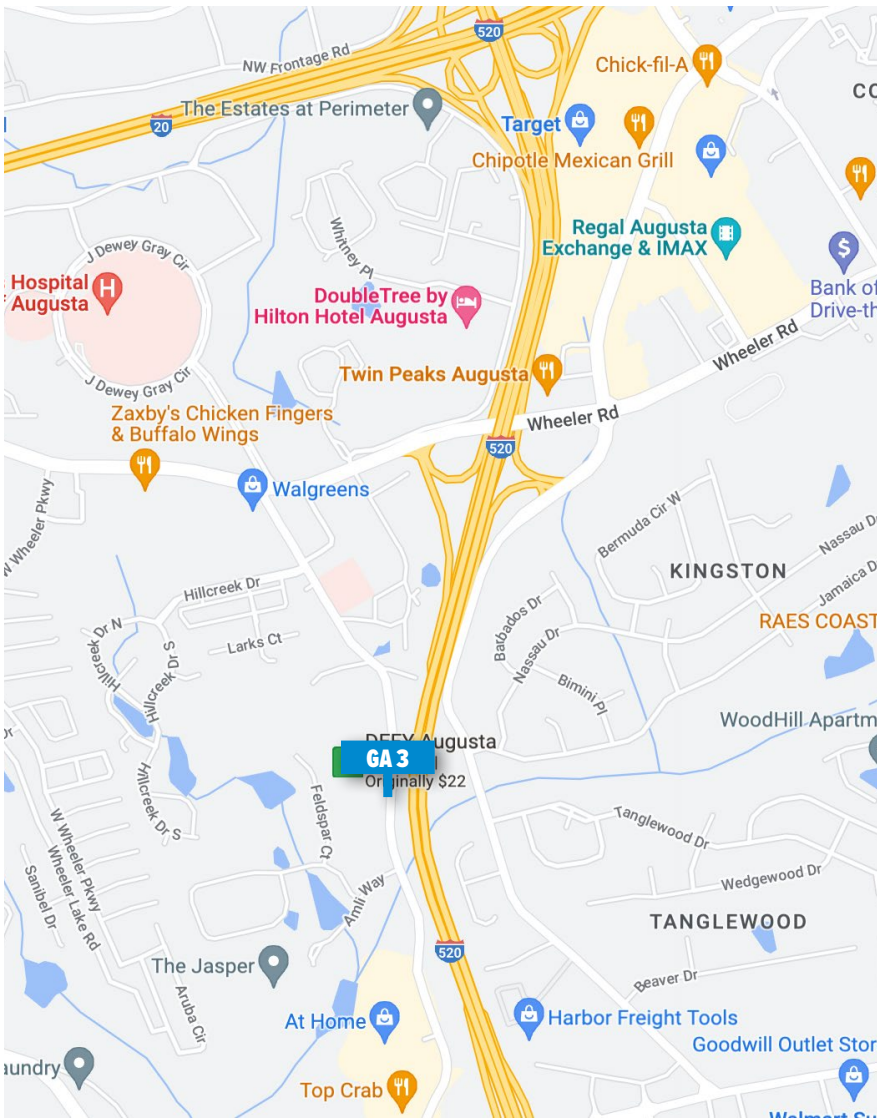 520
NW Frontage Rd
Chick-fil-A
CO
The Estates at Perimeter
20
Target
Chipotle Mexican Grill
J Dewey Gray Cir
Whitney Pl
Regal Augusta
Exchange & IMAX
Hospital
Augusta
H
DoubleTree by
Hilton Hotel Augusta
$
Bank of
Drive-th
Wheeler Rd
J Dewey Gray Cir
Twin Peaks Augusta
Zaxby's Chicken Fingers
& Buffalo Wings
Wheeler Rd
520
Walgreens
W Wheeler Pkwy
Bermuda Cir W
Nassau D
KINGSTON
Hillcreek Dr
Jamaica D
Barbados Dr
RAES COAST
Hillcreek Dr N
Larks Ct
Nassau Dr
Hillcreek Dr
Hillcreek Dr S
Bimini Pl
WoodHill Apartm
Augusta
GA 3
Originally $22
Hillcreek Dr S
Feldspar Ct
Tanglewood Dr
W Wheeler Pkwy
Wheeler Lake Rd
Sanibel Dr
Amli Way
Wedgewood Dr
TANGLEWOOD
520
The Jasper
Beaver Dr
Aruba Cir
At Home
Harbor Freight Tools
Goodwill Outlet Stor
aundry
Top Crab
Walmart Su